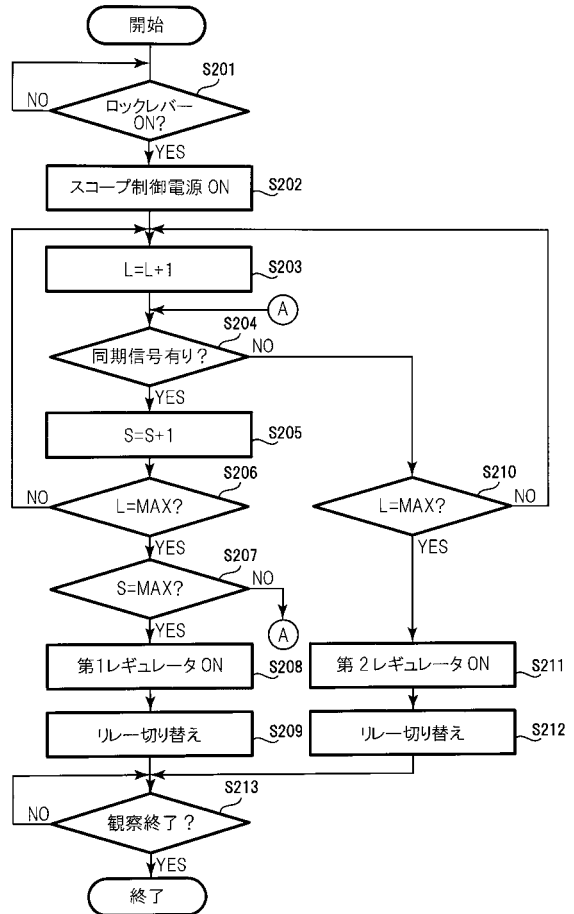 開始
S201
ロックレバー
ON?
NO
YES
スコープ制御電源 ON
S202
L=L+1
S203
A
S204
同期信号有り?
NO
YES
S=S+1
S205
S206
L=MAX?
NO
YES
S210
L=MAX?
NO
YES
S207
S=MAX?
NO
YES
A
第1レギュレータ ON
S208
第2レギュレータ ON
S211
リレー切り替え
S209
リレー切り替え
S212
S213
観察終了?
NO
YES
終了